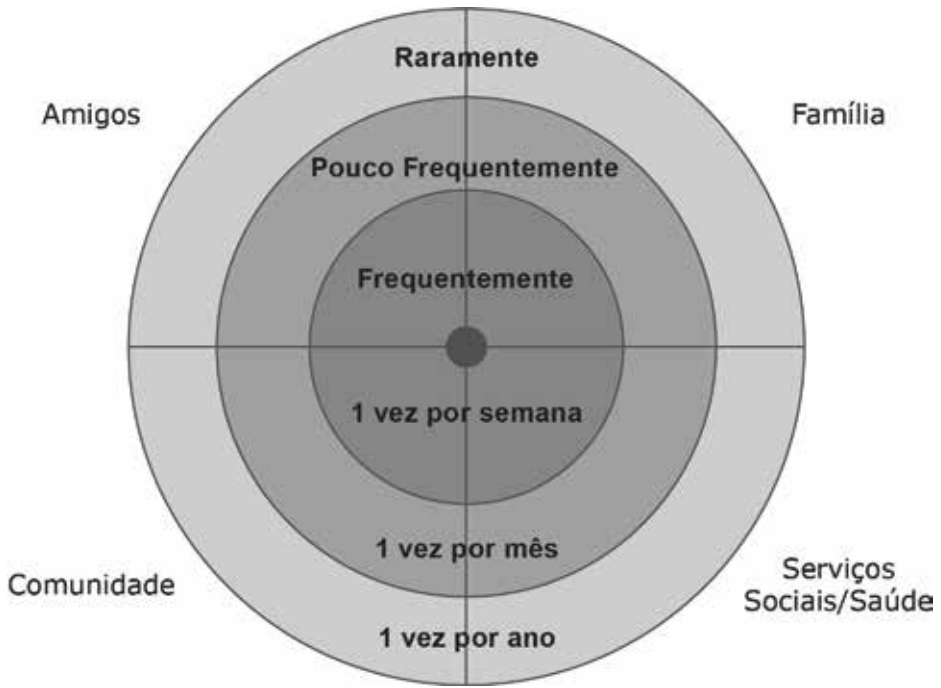 Raramente
Amigos
Família
Pouco Frequentemente
Frequentemente
1 vez por semana
1 vez por mês
Comunidade
Serviços
Sociais/Saúde
1 vez por ano